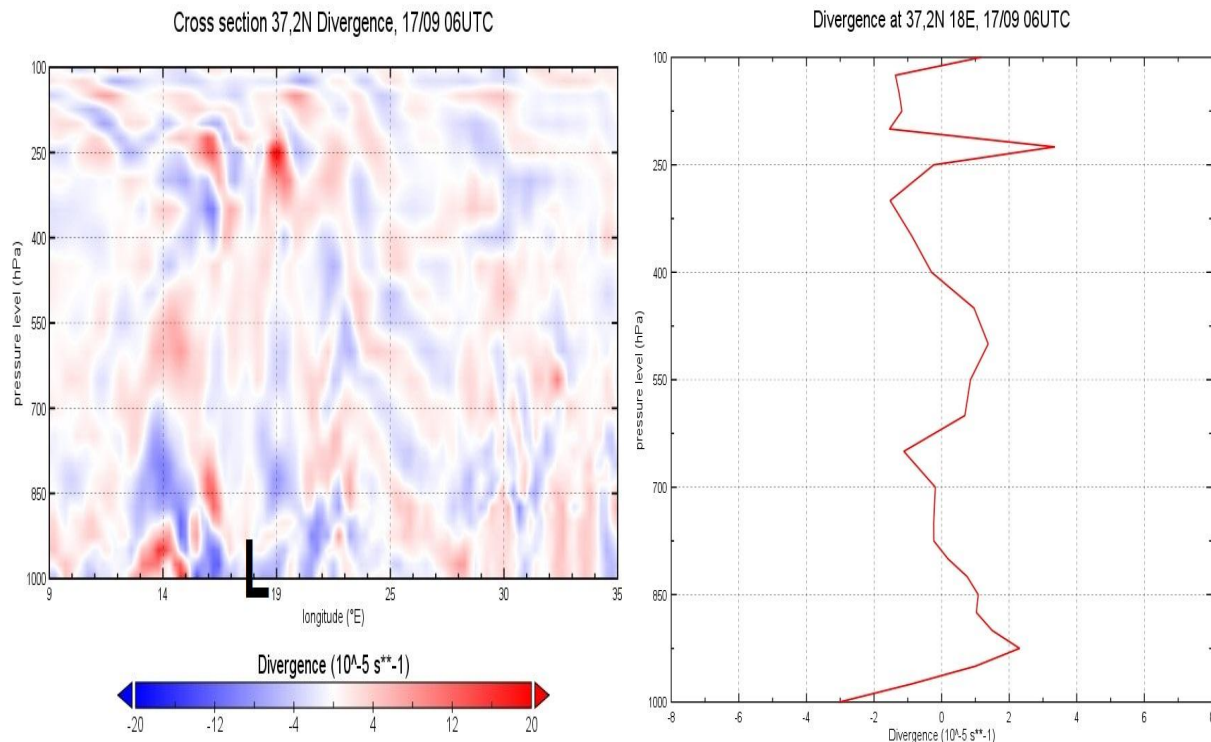 Cross section 37,2N Divergence, 17/09 06UTC
100
250
400
550
700
850
1000
pressure level (hPa)
L
9 14 19 25 30 35
longitude (°E)
Divergence (10^-5 s**-1)
-20 -12 -4 4 12 20
Divergence at 37,2N 18E, 17/09 06UTC
100
250
400
550
700
850
1000
pressure level (hPa)
-8 -6 -4 -2 0 2 4 6 8
Divergence (10^-5 s**-1)